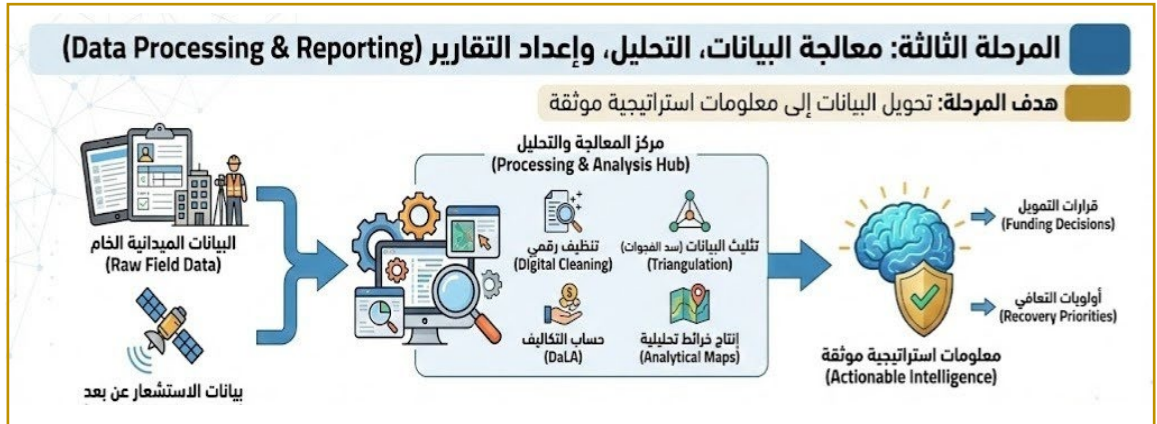 المرحلة الثالثة: معالجة البيانات، التحليل، وإعداد التقارير (Data Processing & Reporting)
هدف المرحلة: تحويل البيانات إلى معلومات استراتيجية موثقة
البيانات الميدانية الخام
(Raw Field Data)
بيانات الاستشعار عن بعد
مركز المعالجة والتحليل
(Processing & Analysis Hub)
تنظيف رقمي
(Digital Cleaning)
تثليث البيانات (سد الفجوات)
(Triangulation)
حساب التكاليف
(DaLA)
إنتاج خرائط تحليلية
(Analytical Maps)
معلومات استراتيجية موثقة
(Actionable Intelligence)
قرارات التمويل
(Funding Decisions)
أولويات التعافي
(Recovery Priorities)